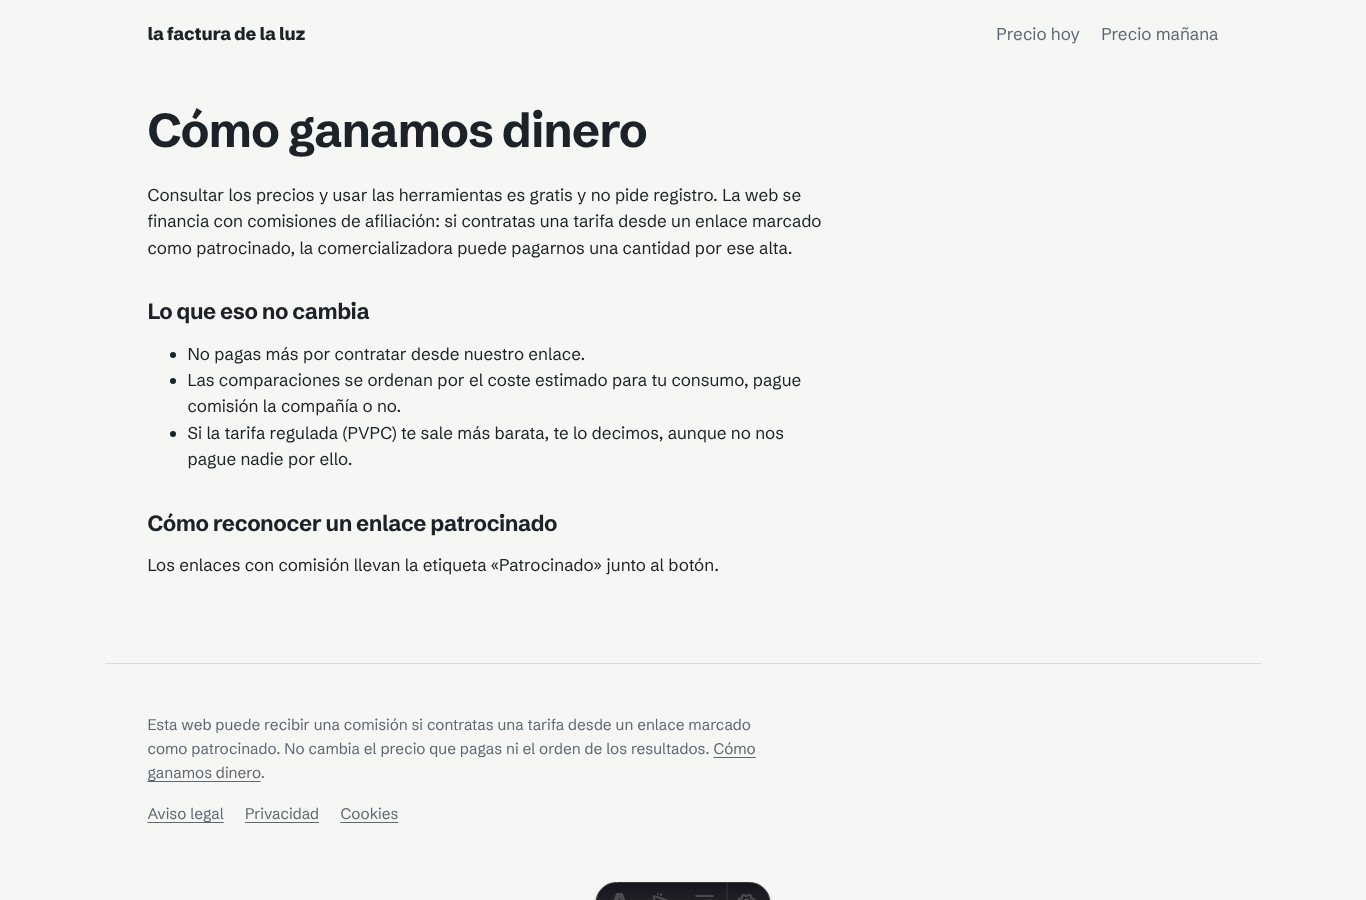 la factura de la luz
Precio hoy
Precio mañana
Cómo ganamos dinero
Consultar los precios y usar las herramientas es gratis y no pide registro. La web se
financia con comisiones de afiliación: si contratas una tarifa desde un enlace marcado
como patrocinado, la comercializadora puede pagarnos una cantidad por ese alta.
Lo que eso no cambia
No pagas más por contratar desde nuestro enlace.
Las comparaciones se ordenan por el coste estimado para tu consumo, pague
comisión la compañía o no.
Si la tarifa regulada (PVPC) te sale más barata, te lo decimos, aunque no nos
pague nadie por ello.
Cómo reconocer un enlace patrocinado
Los enlaces con comisión llevan la etiqueta «Patrocinado» junto al botón.
Esta web puede recibir una comisión si contratas una tarifa desde un enlace marcado
como patrocinado. No cambia el precio que pagas ni el orden de los resultados. Cómo
ganamos dinero.
Aviso legal
Privacidad
Cookies